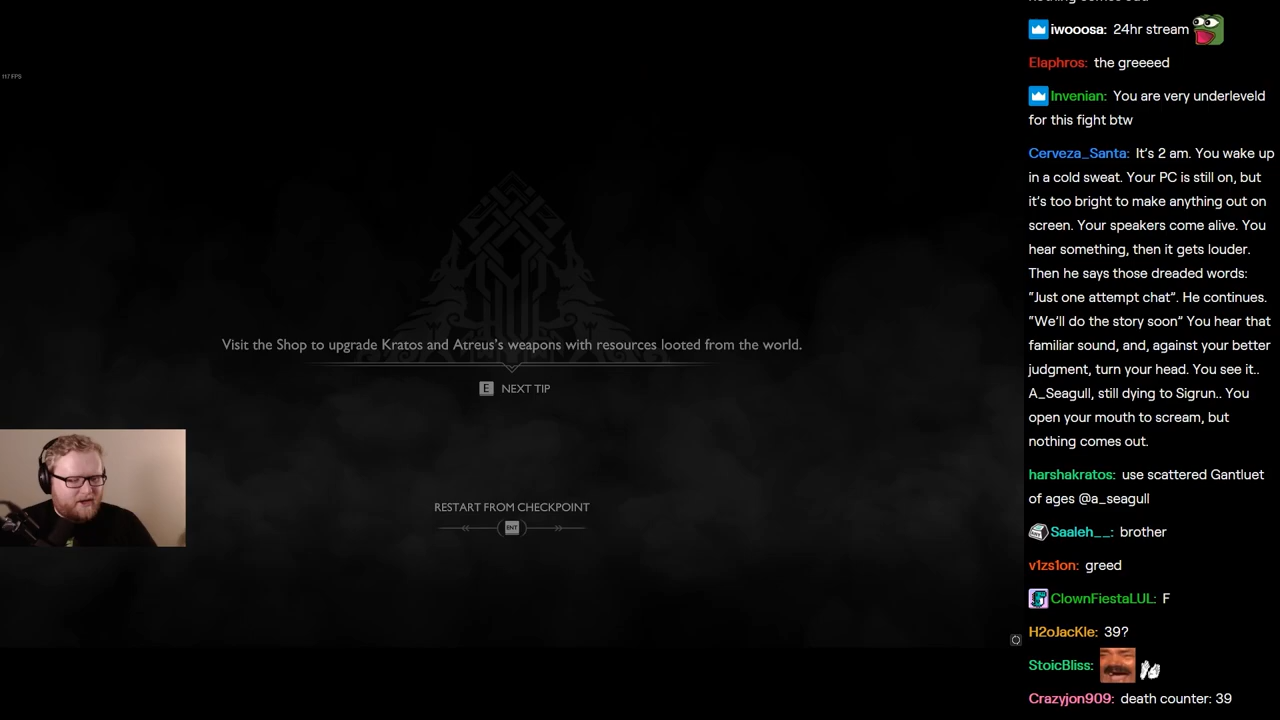 117 FPS
Visit the Shop to upgrade Kratos and Atreus's weapons with resources looted from the world.
E NEXT TIP
RESTART FROM CHECKPOINT
ENT
iwooosa: 24hr stream
Elaphros: the greeeed
Invenian: You are very underleveld
for this fight btw
Cerveza_Santa: It's 2 am. You wake up
in a cold sweat. Your PC is still on, but
it's too bright to make anything out on
screen. Your speakers come alive. You
hear something, then it gets louder.
Then he says those dreaded words:
"Just one attempt chat". He continues.
"We'll do the story soon" You hear that
familiar sound, and, against your better
judgment, turn your head. You see it..
A_Seagull, still dying to Sigrun.. You
open your mouth to scream, but
nothing comes out.
harshakratos: use scattered Gantluet
of ages @a_seagull
Saaleh__: brother
v1zs1on: greed
ClownFiestaLUL: F
H2oJacKle: 39?
StoicBliss:
Crazyjon909: death counter: 39